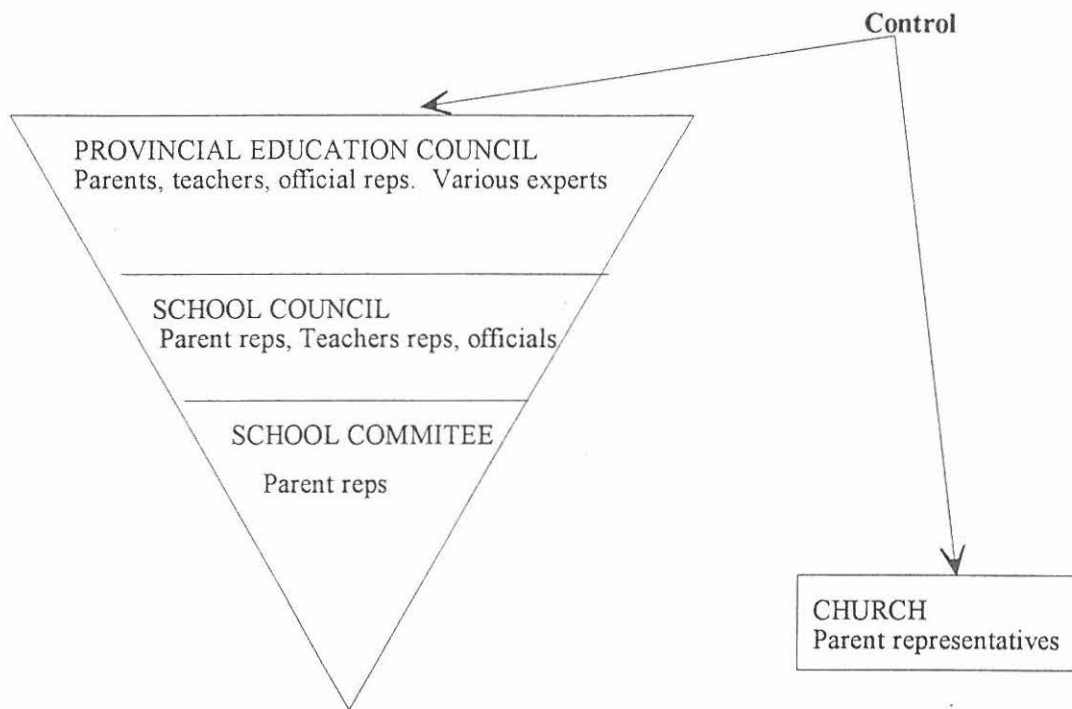 Control
PROVINCIAL EDUCATION COUNCIL
Parents, teachers, official reps. Various experts
SCHOOL COUNCIL
Parent reps, Teachers reps, officials
SCHOOL COMMITEE
Parent reps
CHURCH
Parent representatives